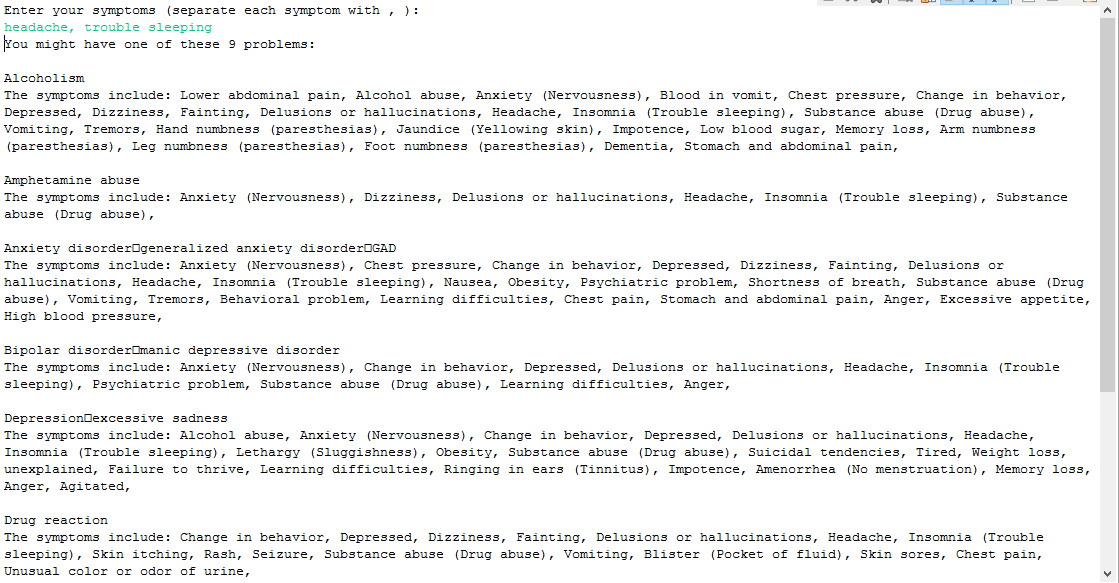 Enter your symptoms (separate each symptom with , ):
headache, trouble sleeping
You might have one of these 9 problems:
Alcoholism
The symptoms include: Lower abdominal pain, Alcohol abuse, Anxiety (Nervousness), Blood in vomit, Chest pressure, Change in behavior,
Depressed, Dizziness, Fainting, Delusions or hallucinations, Headache, Insomnia (Trouble sleeping), Substance abuse (Drug abuse),
Vomiting, Tremors, Hand numbness (paresthesias), Jaundice (Yellowing skin), Impotence, Low blood sugar, Memory loss, Arm numbness
(paresthesias), Leg numbness (paresthesias), Foot numbness (paresthesias), Dementia, Stomach and abdominal pain,
Amphetamine abuse
The symptoms include: Anxiety (Nervousness), Dizziness, Delusions or hallucinations, Headache, Insomnia (Trouble sleeping), Substance
abuse (Drug abuse),
Anxiety disorder□generalized anxiety disorder□GAD
The symptoms include: Anxiety (Nervousness), Chest pressure, Change in behavior, Depressed, Dizziness, Fainting, Delusions or
hallucinations, Headache, Insomnia (Trouble sleeping), Nausea, Obesity, Psychiatric problem, Shortness of breath, Substance abuse (Drug
abuse), Vomiting, Tremors, Behavioral problem, Learning difficulties, Chest pain, Stomach and abdominal pain, Anger, Excessive appetite,
High blood pressure,
Bipolar disorder□manic depressive disorder
The symptoms include: Anxiety (Nervousness), Change in behavior, Depressed, Delusions or hallucinations, Headache, Insomnia (Trouble
sleeping), Psychiatric problem, Substance abuse (Drug abuse), Learning difficulties, Anger,
Depression□excessive sadness
The symptoms include: Alcohol abuse, Anxiety (Nervousness), Change in behavior, Depressed, Delusions or hallucinations, Headache,
Insomnia (Trouble sleeping), Lethargy (Sluggishness), Obesity, Substance abuse (Drug abuse), Suicidal tendencies, Tired, Weight loss,
unexplained, Failure to thrive, Learning difficulties, Ringing in ears (Tinnitus), Impotence, Amenorrhea (No menstruation), Memory loss,
Anger, Agitated,
Drug reaction
The symptoms include: Change in behavior, Depressed, Dizziness, Fainting, Delusions or hallucinations, Headache, Insomnia (Trouble
sleeping), Skin itching, Rash, Seizure, Substance abuse (Drug abuse), Vomiting, Blister (Pocket of fluid), Skin sores, Chest pain,
Unusual color or odor of urine,